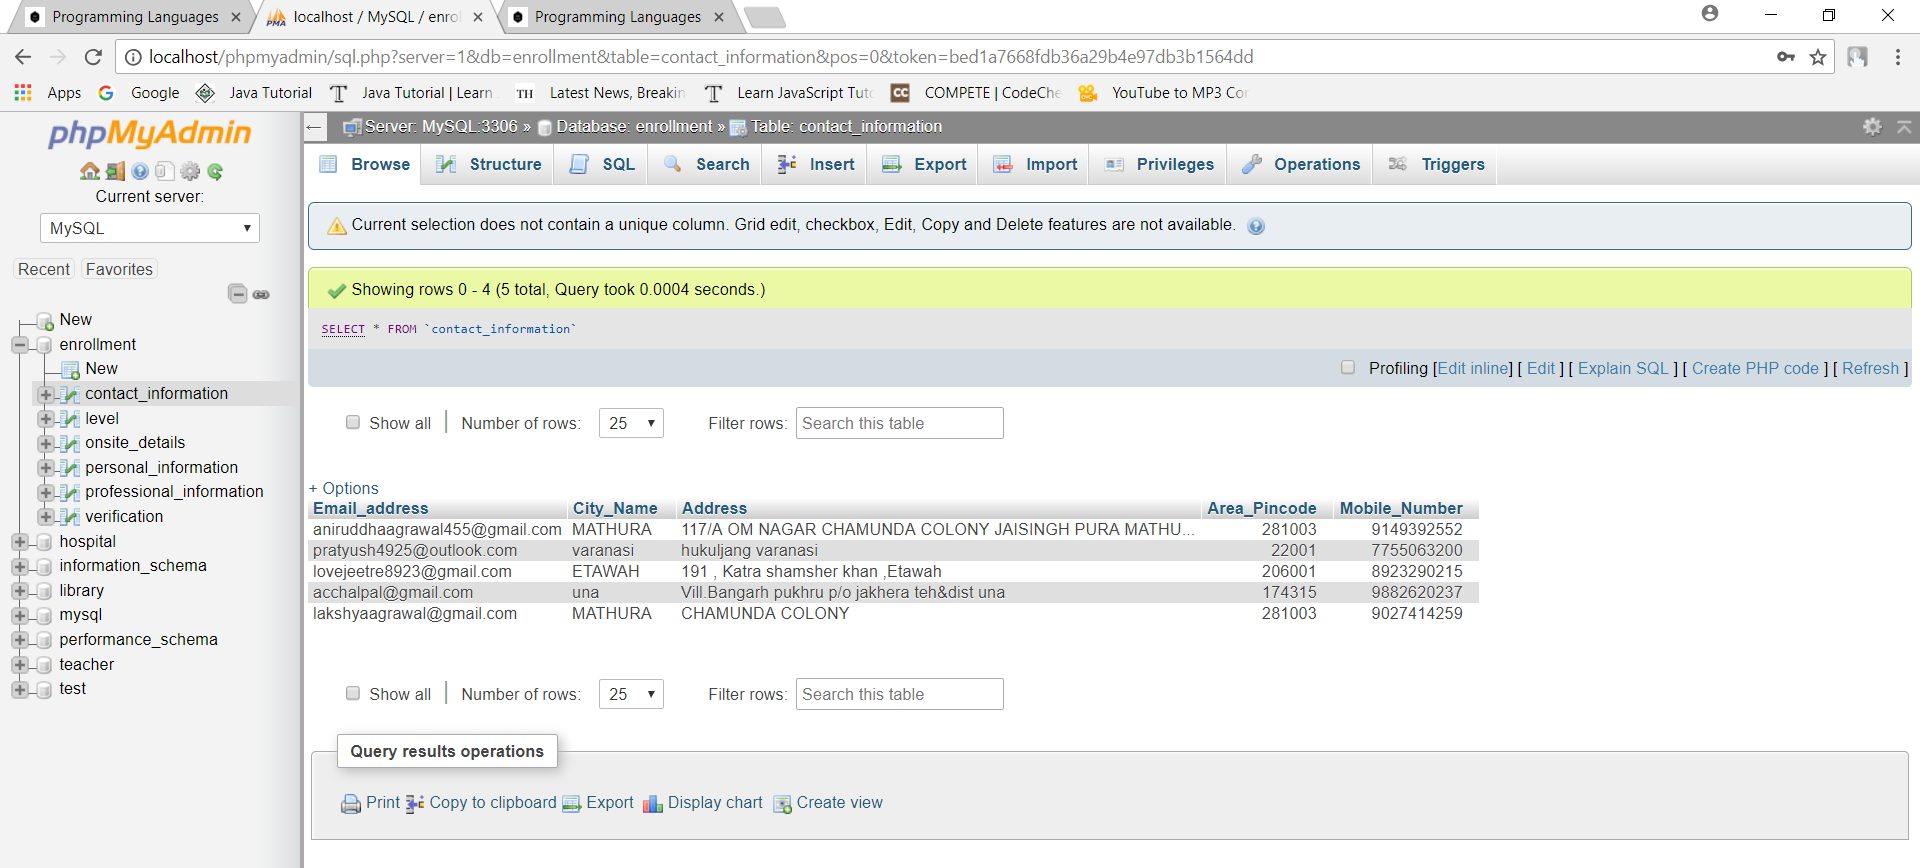 Programming Languages
localhost / MySQL / enro
Programming Languages
localhost/phpmyadmin/sql.php?server=1&db=enrollment&table=contact_information&pos=0&token=bed1a7668fdb36a29b4e97db3b1564dd
Apps Google Java Tutorial Java Tutorial | Learn TH Latest News, Breakin Learn JavaScript Tuto CC COMPETE | CodeChe YouTube to MP3 Con
phpMyAdmin
Current server:
MySQL
Recent Favorites
New
enrollment
New
contact_information
level
onsite_details
personal_information
professional_information
verification
hospital
information_schema
library
mysql
performance_schema
teacher
test
Server: MySQL:3306 » Database: enrollment » Table: contact_information
Browse Structure SQL Search Insert Export Import Privileges Operations Triggers
Current selection does not contain a unique column. Grid edit, checkbox, Edit, Copy and Delete features are not available.
Showing rows 0 - 4 (5 total, Query took 0.0004 seconds.)
SELECT * FROM `contact_information`
Profiling [Edit inline] [ Edit ] [ Explain SQL ] [ Create PHP code ] [ Refresh ]
Show all | Number of rows: 25 Filter rows: Search this table
+ Options
Email_address City_Name Address Area_Pincode Mobile_Number
aniruddhaagrawal455@gmail.com MATHURA 117/A OM NAGAR CHAMUNDA COLONY JAISINGH PURA MATHU... 281003 9149392552
pratyush4925@outlook.com varanasi hukuljang varanasi 22001 7755063200
lovejeetre8923@gmail.com ETAWAH 191 , Katra shamsher khan ,Etawah 206001 8923290215
acchalpal@gmail.com una Vill.Bangarh pukhru p/o jakhera teh&dist una 174315 9882620237
lakshyaagrawal@gmail.com MATHURA CHAMUNDA COLONY 281003 9027414259
Show all | Number of rows: 25 Filter rows: Search this table
Query results operations
Print Copy to clipboard Export Display chart Create view